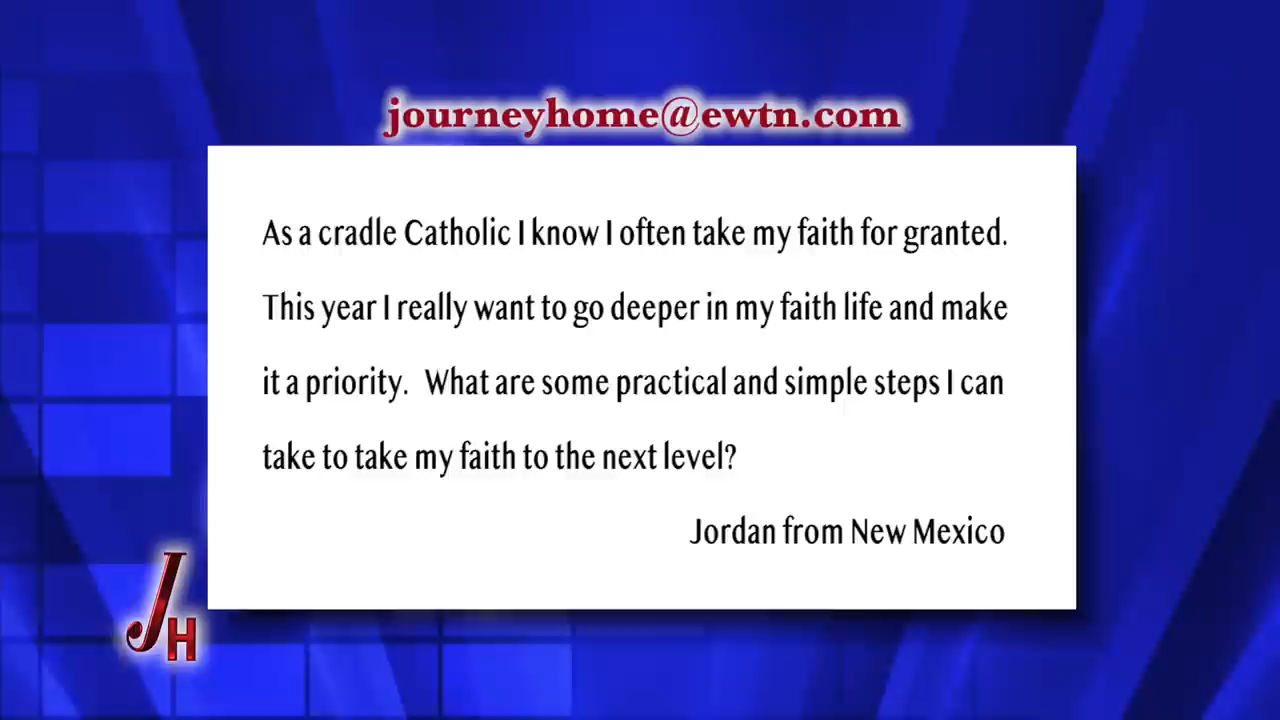 journeyhome@ewtn.com
As a cradle Catholic I know I often take my faith for granted.
This year I really want to go deeper in my faith life and make
it a priority.  What are some practical and simple steps I can
take to take my faith to the next level?
Jordan from New Mexico
JH